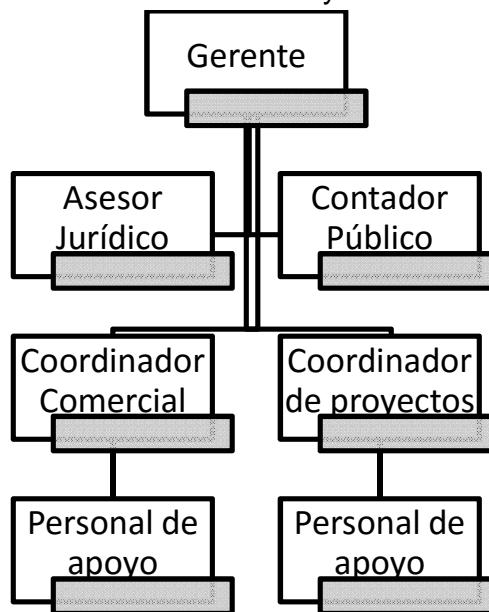 Gerente
Asesor
Jurídico
Contador
Público
Coordinador
Comercial
Coordinador
de proyectos
Personal de
apoyo
Personal de
apoyo